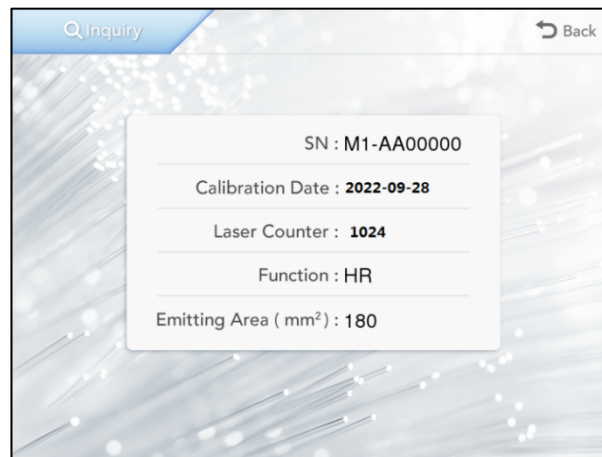 Inquiry
Back
SN : M1-AA00000
Calibration Date : 2022-09-28
Laser Counter : 1024
Function : HR
Emitting Area ( mm²) : 180